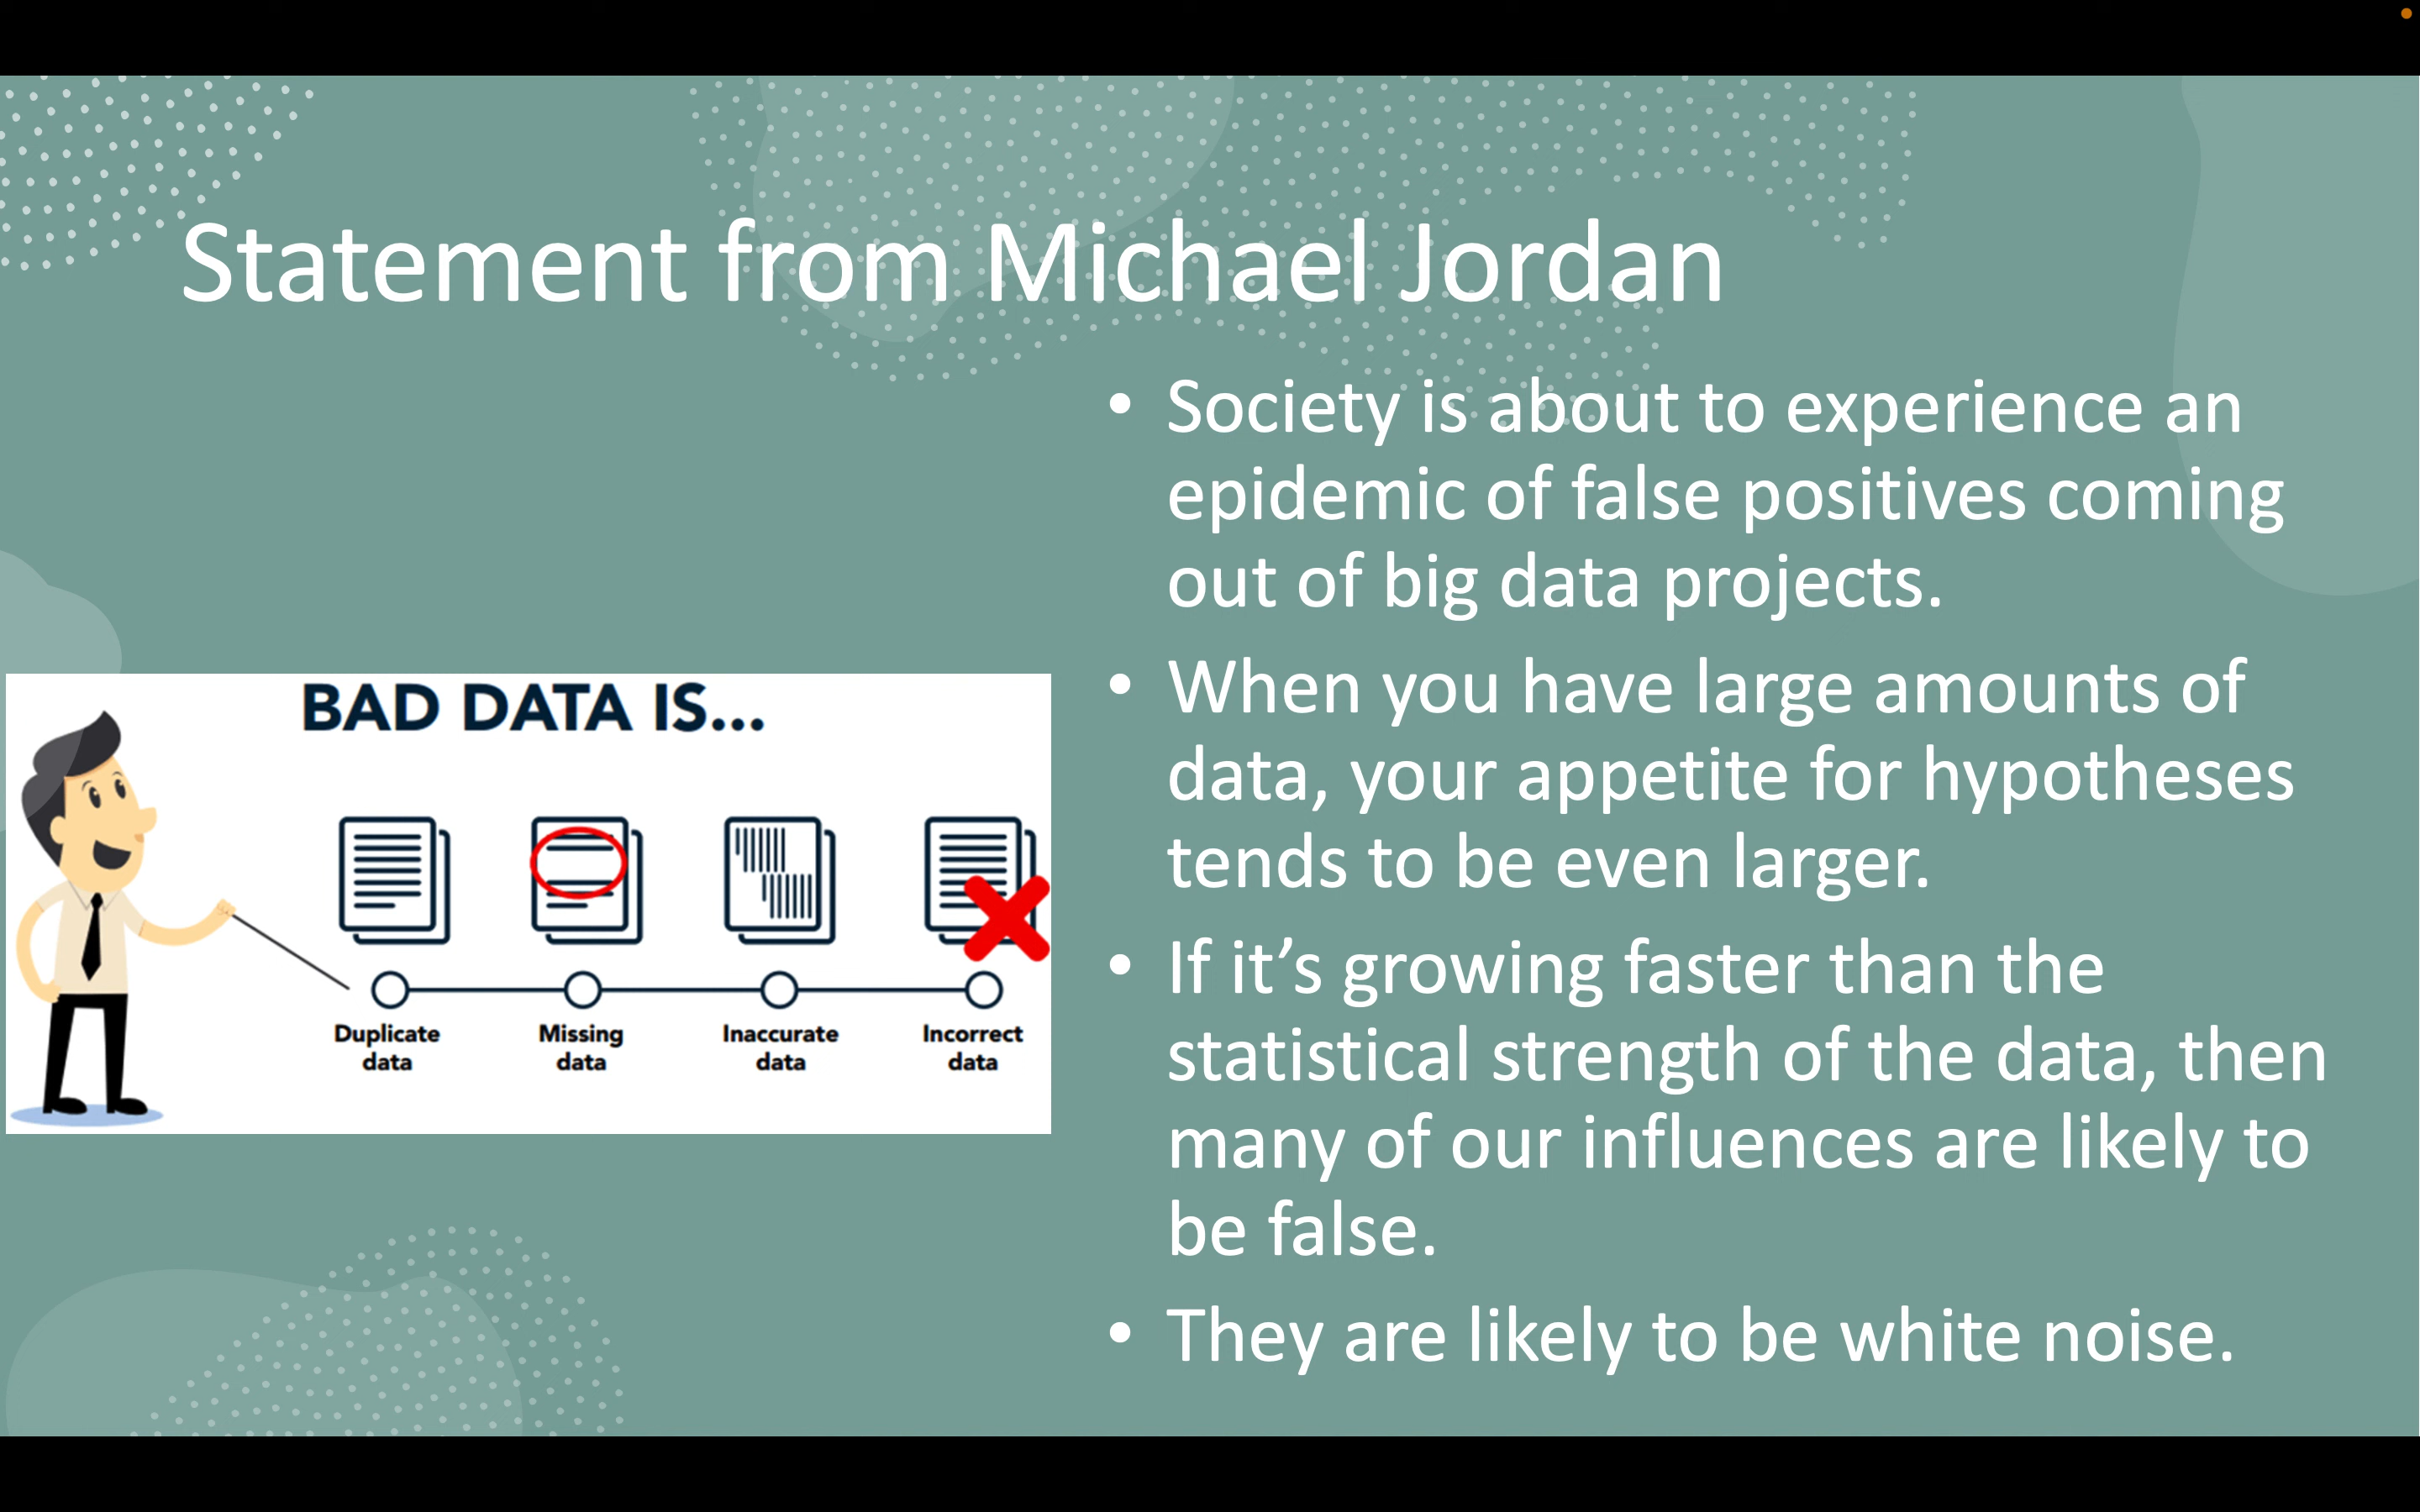 Statement from Michael Jordan
BAD DATA IS...
Duplicate data
Missing data
Inaccurate data
Incorrect data
• Society is about to experience an
epidemic of false positives coming
out of big data projects.
• When you have large amounts of
data, your appetite for hypotheses
tends to be even larger.
• If it’s growing faster than the
statistical strength of the data, then
many of our influences are likely to
be false.
• They are likely to be white noise.